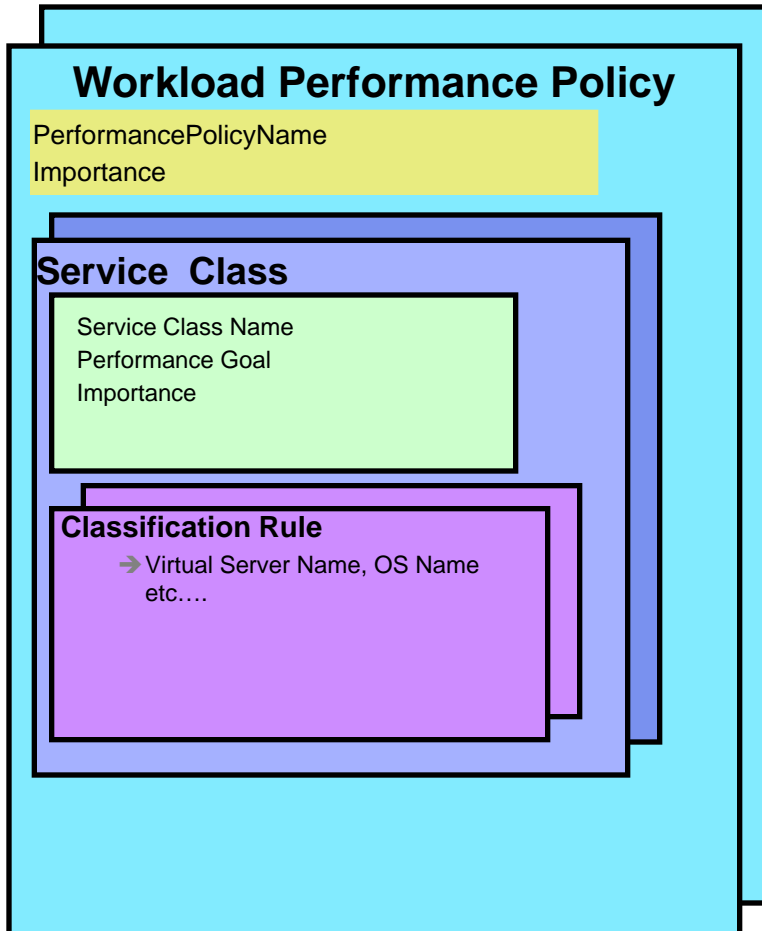 Workload Performance Policy
PerformancePolicyName
Importance
Service Class
Service Class Name
Performance Goal
Importance
Classification Rule
➔ Virtual Server Name, OS Name
etc….